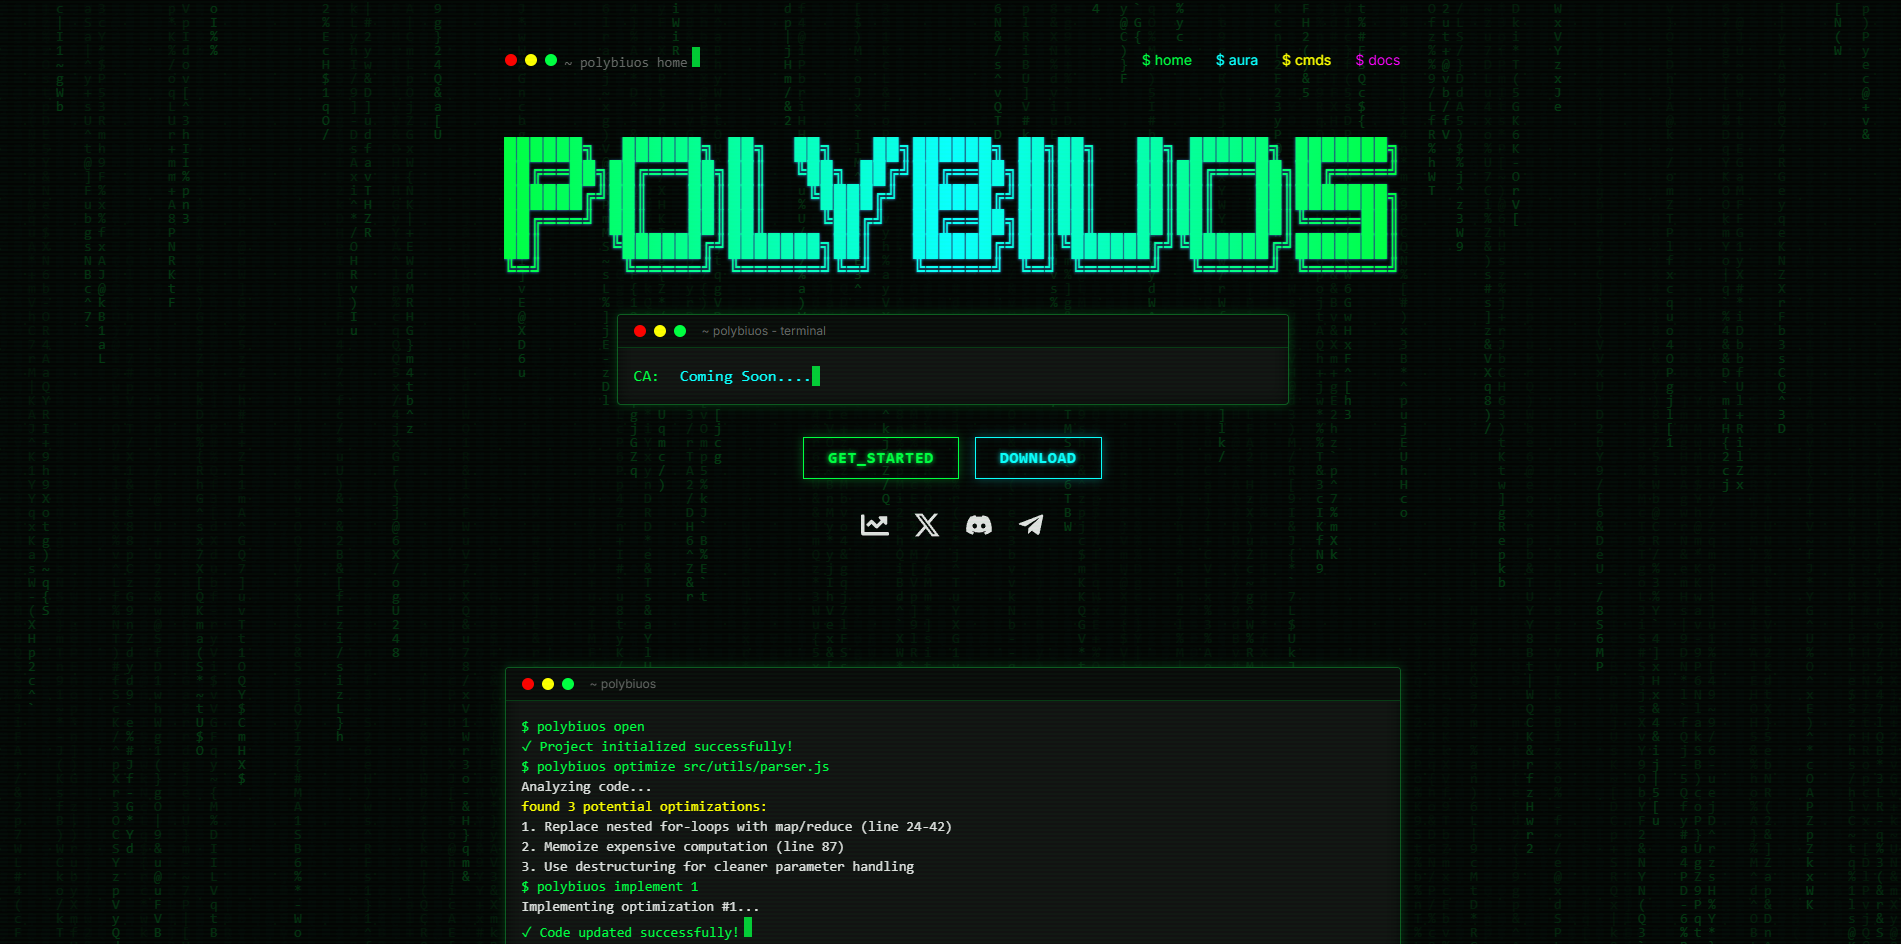 ~ polybiuos home
$ home $ aura $ cmds $ docs
POLYBIUOS
~ polybiuos - terminal
CA: Coming Soon....
GET_STARTED DOWNLOAD
~ polybiuos
$ polybiuos open
✓ Project initialized successfully!
$ polybiuos optimize src/utils/parser.js
Analyzing code...
found 3 potential optimizations:
1. Replace nested for-loops with map/reduce (line 24-42)
2. Memoize expensive computation (line 87)
3. Use destructuring for cleaner parameter handling
$ polybiuos implement 1
Implementing optimization #1...
✓ Code updated successfully!